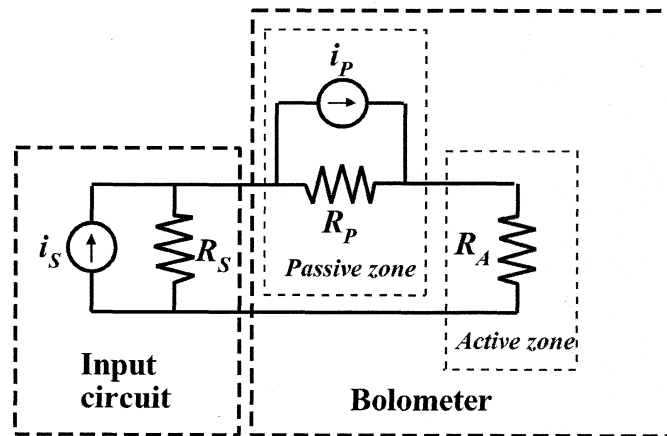 i_P
R_P
Passive zone
i_S
R_S
R_A
Active zone
Input
circuit
Bolometer